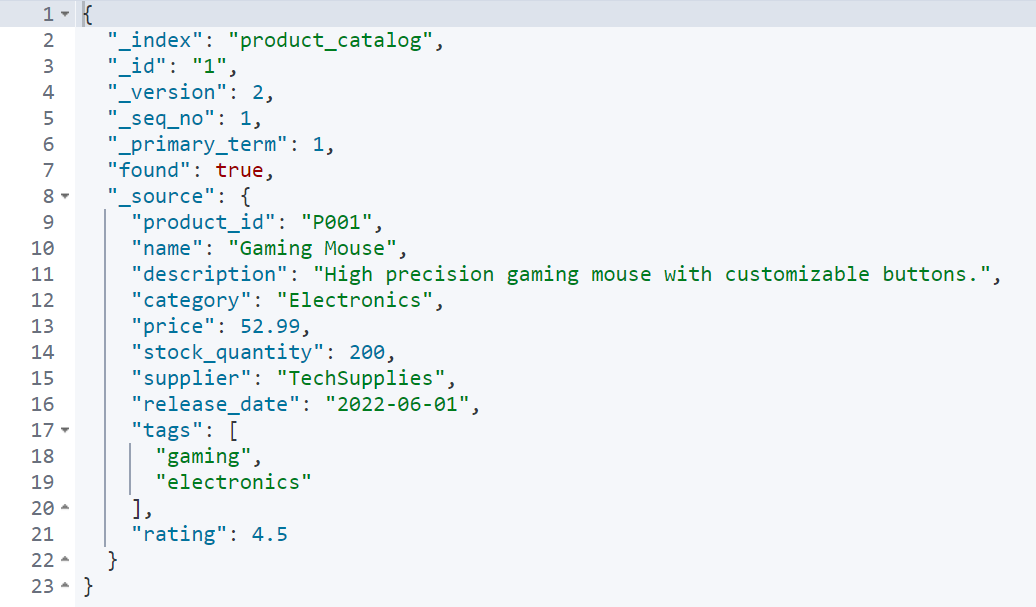 1 {
2   "_index": "product_catalog",
3   "_id": "1",
4   "_version": 2,
5   "_seq_no": 1,
6   "_primary_term": 1,
7   "found": true,
8   "_source": {
9     "product_id": "P001",
10     "name": "Gaming Mouse",
11     "description": "High precision gaming mouse with customizable buttons.",
12     "category": "Electronics",
13     "price": 52.99,
14     "stock_quantity": 200,
15     "supplier": "TechSupplies",
16     "release_date": "2022-06-01",
17     "tags": [
18       "gaming",
19       "electronics"
20     ],
21     "rating": 4.5
22   }
23 }